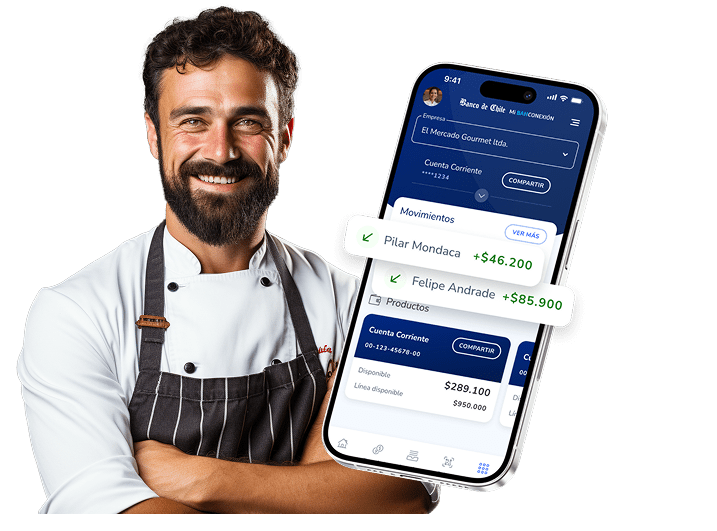 9:41
Banco de Chile Mi BANCONEXIÓN
Empresa
El Mercado Gourmet ltda.
Cuenta Corriente
****1234
COMPARTIR
Movimientos
VER MÁS
Pilar Mondaca +$46.200
Felipe Andrade +$85.900
Productos
Cuenta Corriente
00-123-45678-00
COMPARTIR
Disponible $289.100
Línea disponible $950.000